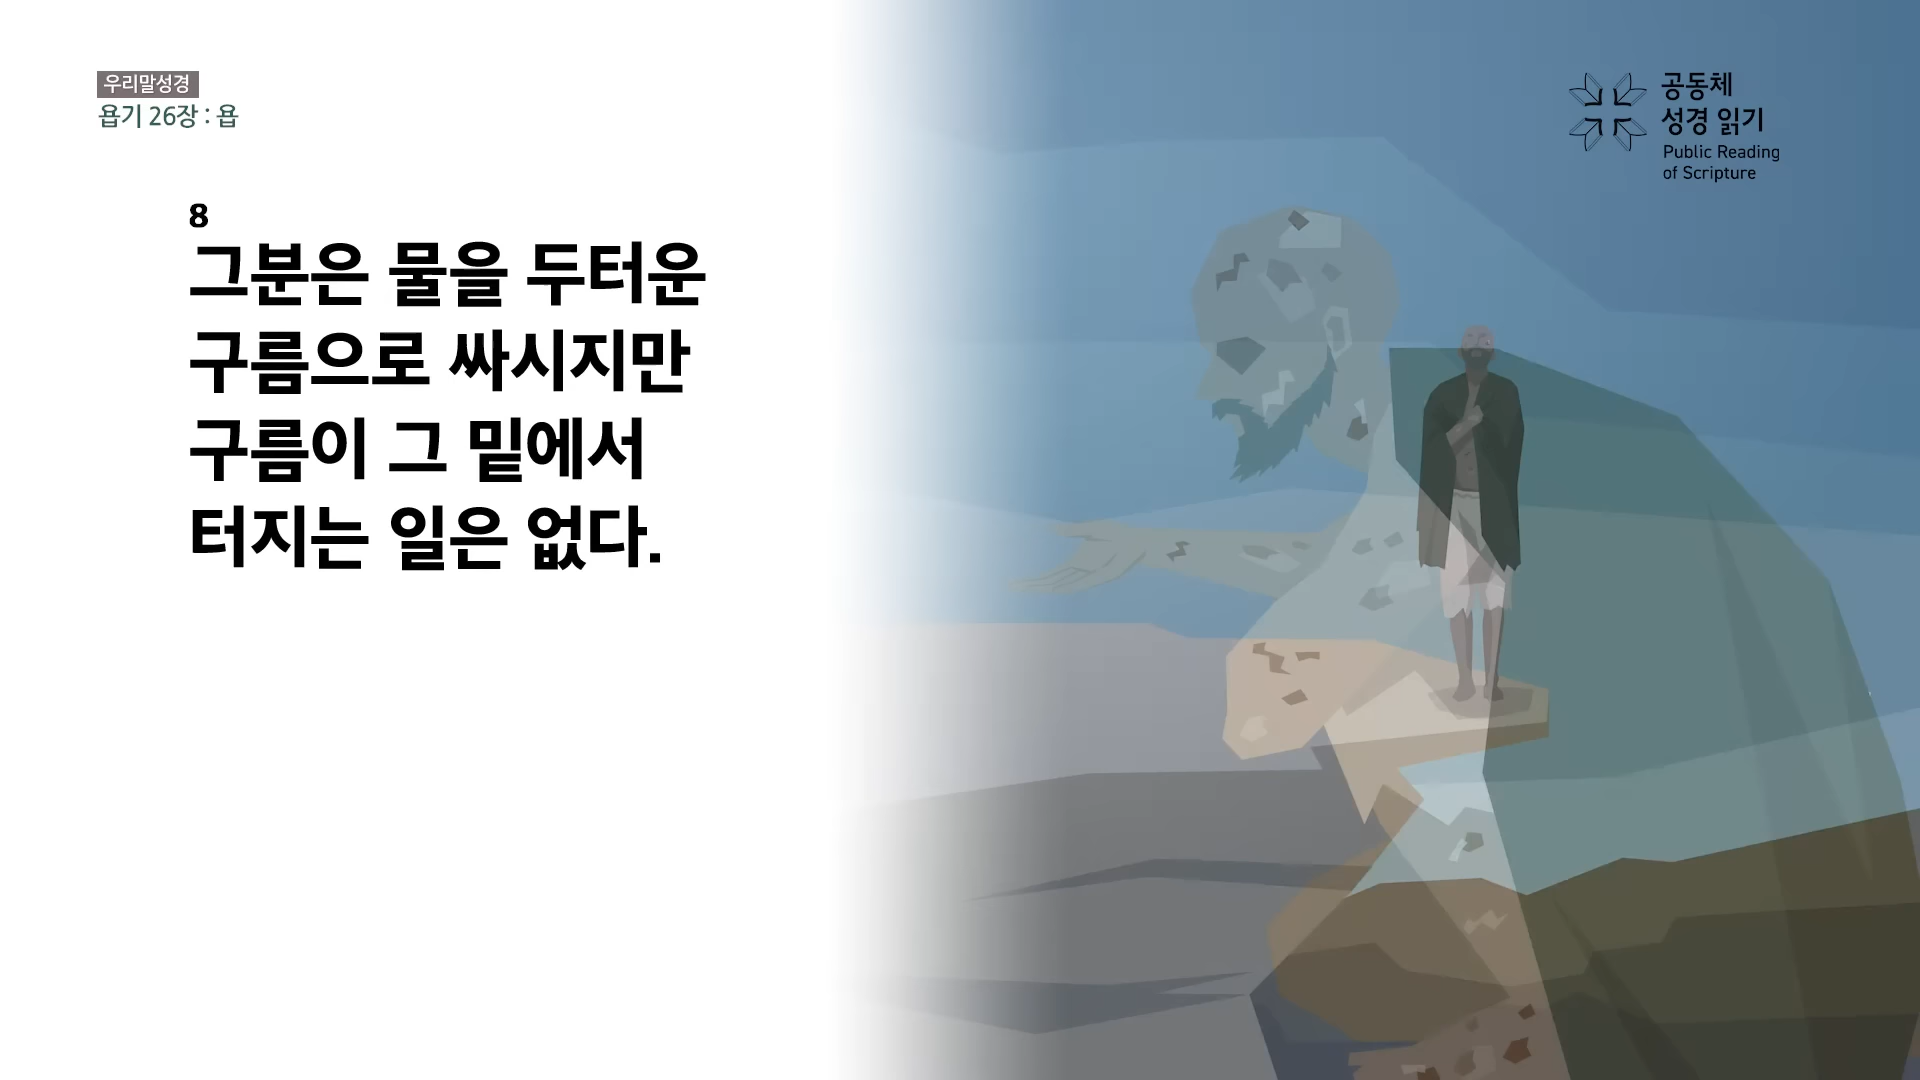 우리말성경
욥기 26장 : 욥
공동체
성경 읽기
Public Reading
of Scripture
8
그분은 물을 두터운
구름으로 싸시지만
구름이 그 밑에서
터지는 일은 없다.